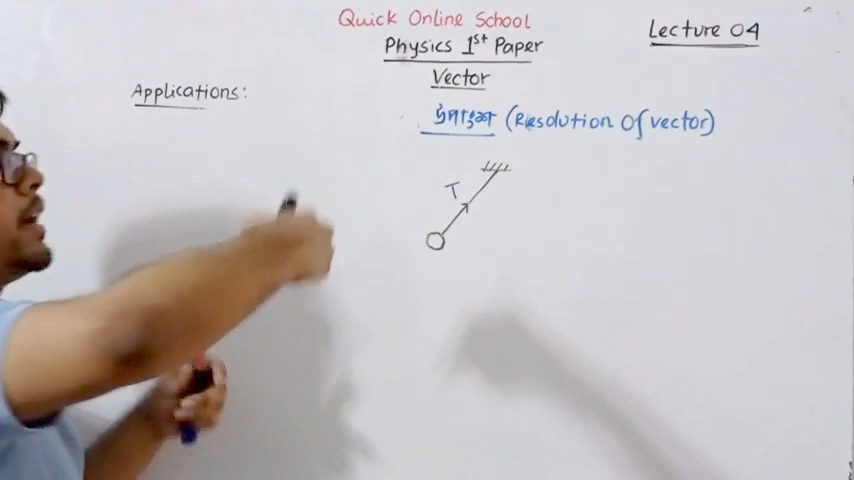 Quick Online School
Physics 1st Paper
Lecture 04
Vector
Applications:
(Resolution Of vector)
T